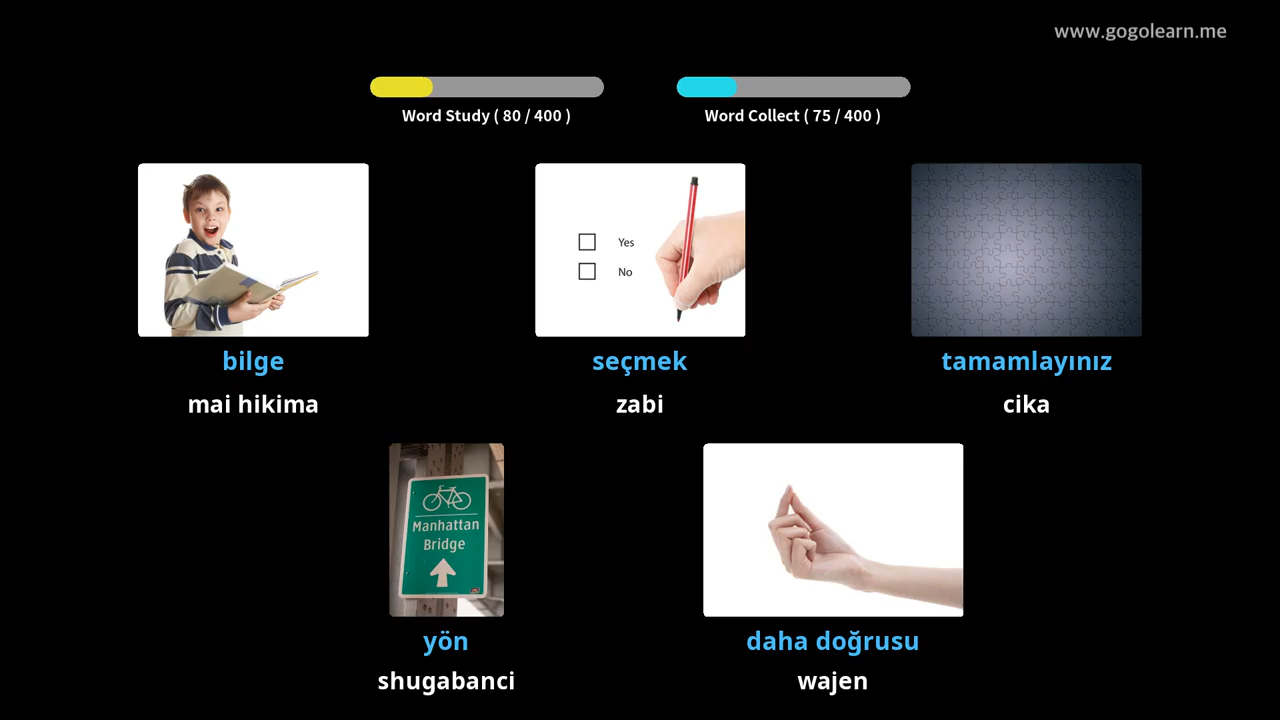 www.gogolearn.me
Word Study ( 80 / 400 )
Word Collect ( 75 / 400 )
Yes
No
bilge
seçmek
tamamlayınız
mai hikima
zabi
cika
Manhattan
Bridge
yön
daha doğrusu
shugabanci
wajen